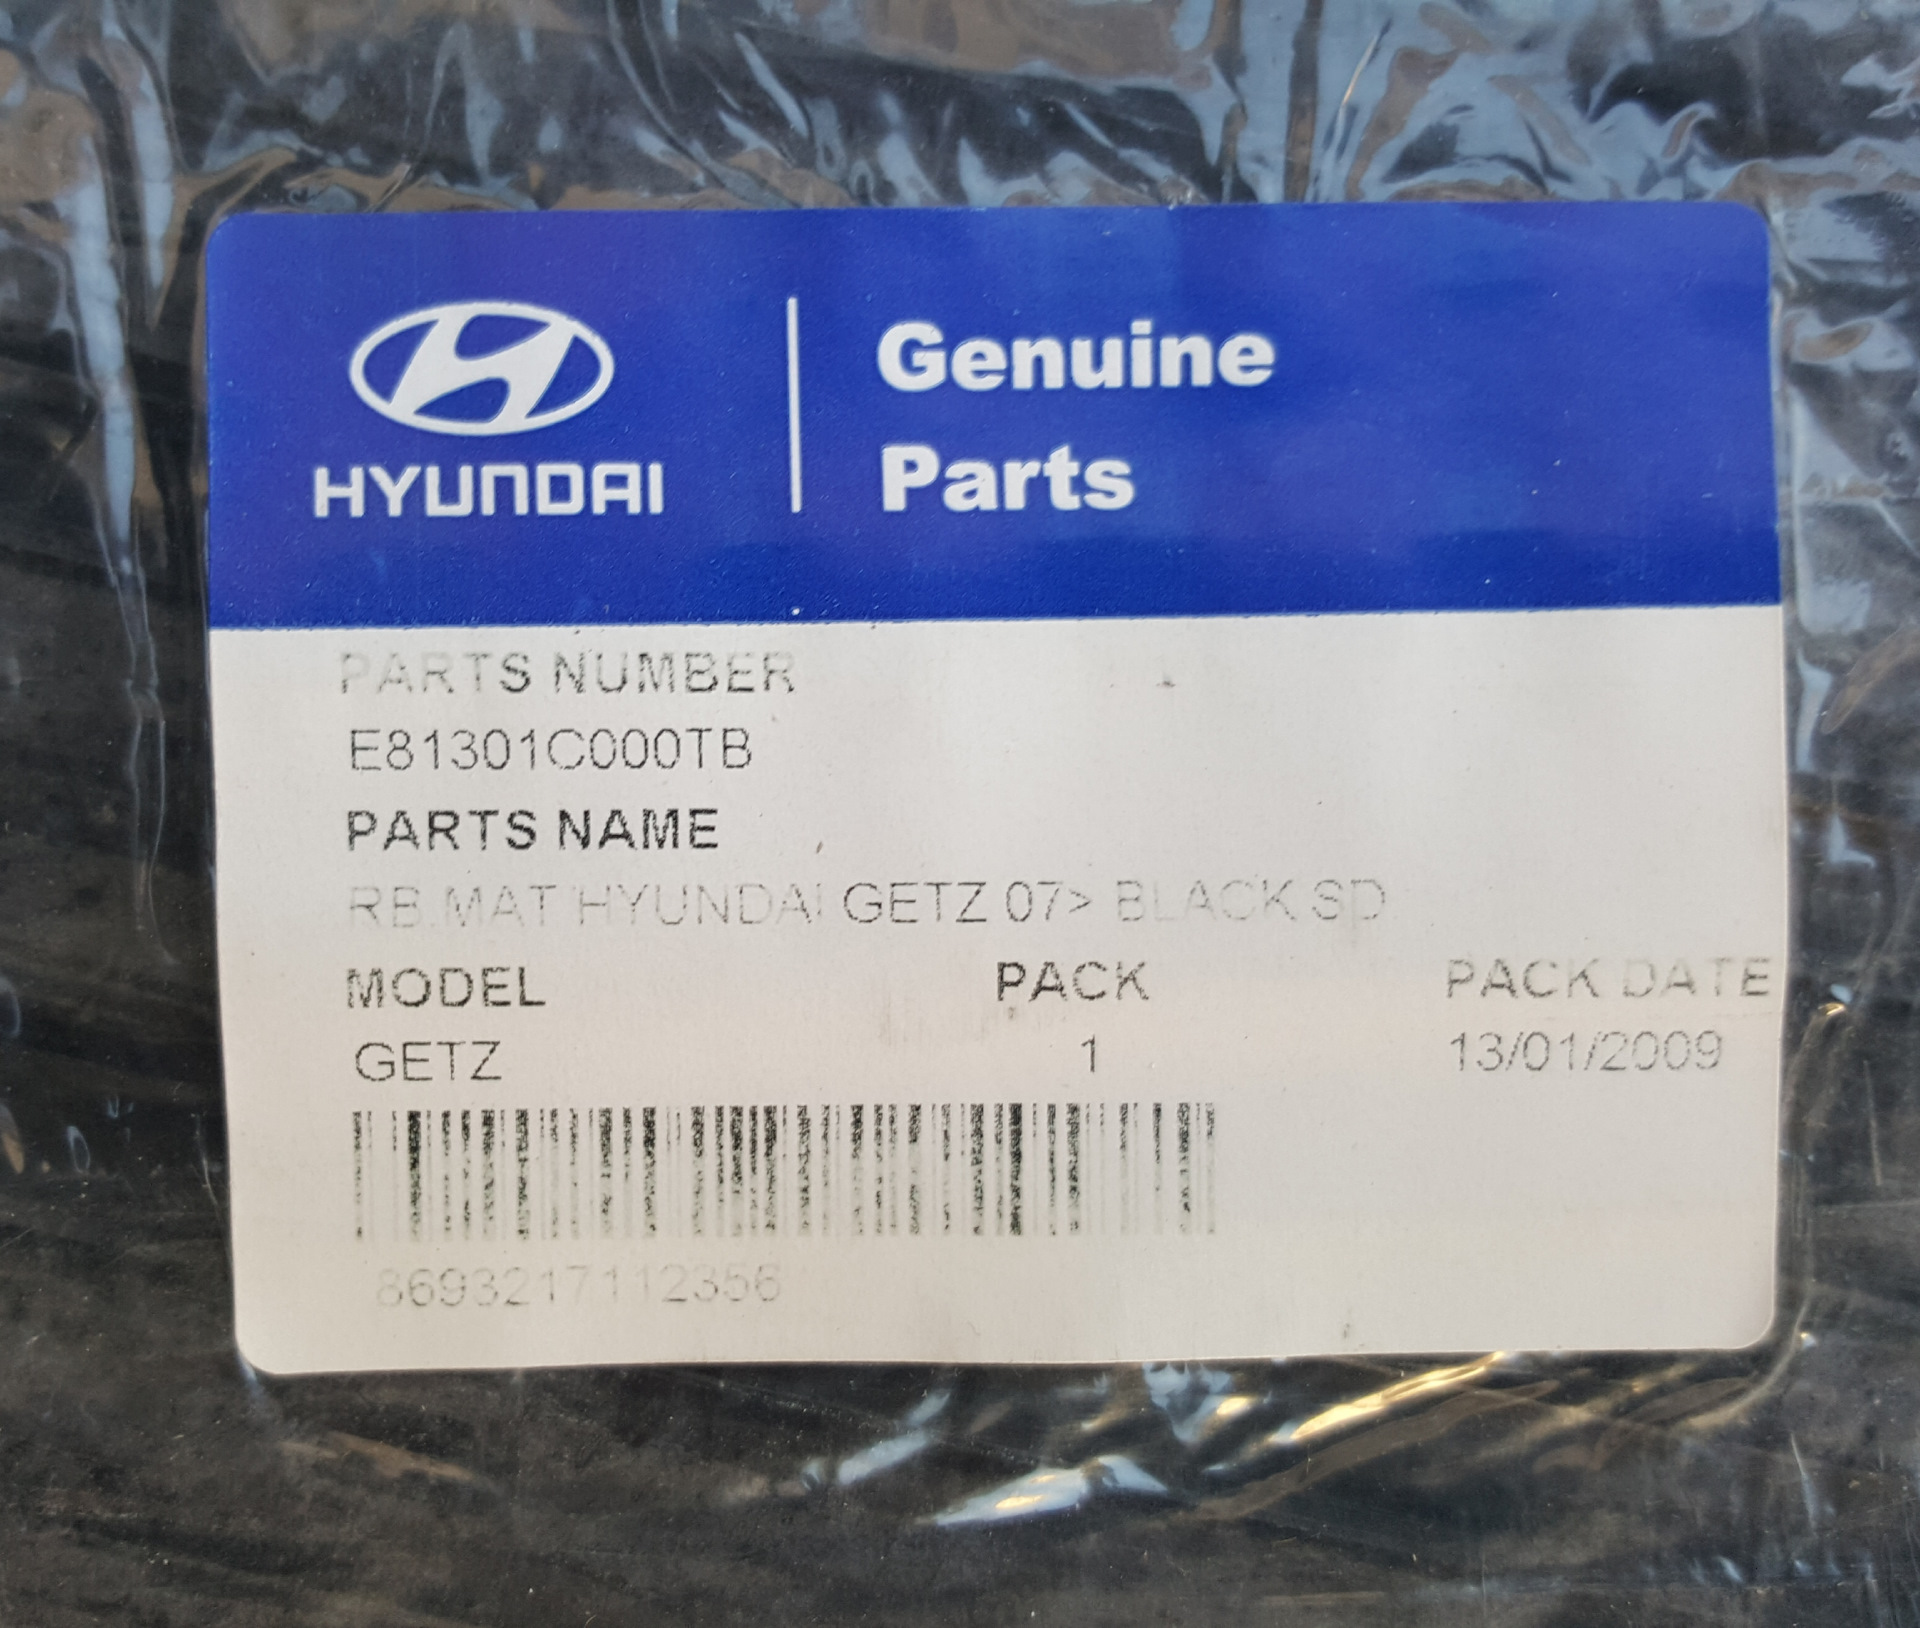 HYUNDAI
Genuine
Parts
PARTS NUMBER
E81301C000TB
PARTS NAME
RB.MAT HYUNDAI GETZ 07> BLACK SD
MODEL PACK PACK DATE
GETZ 1 13/01/2009
8693217112356